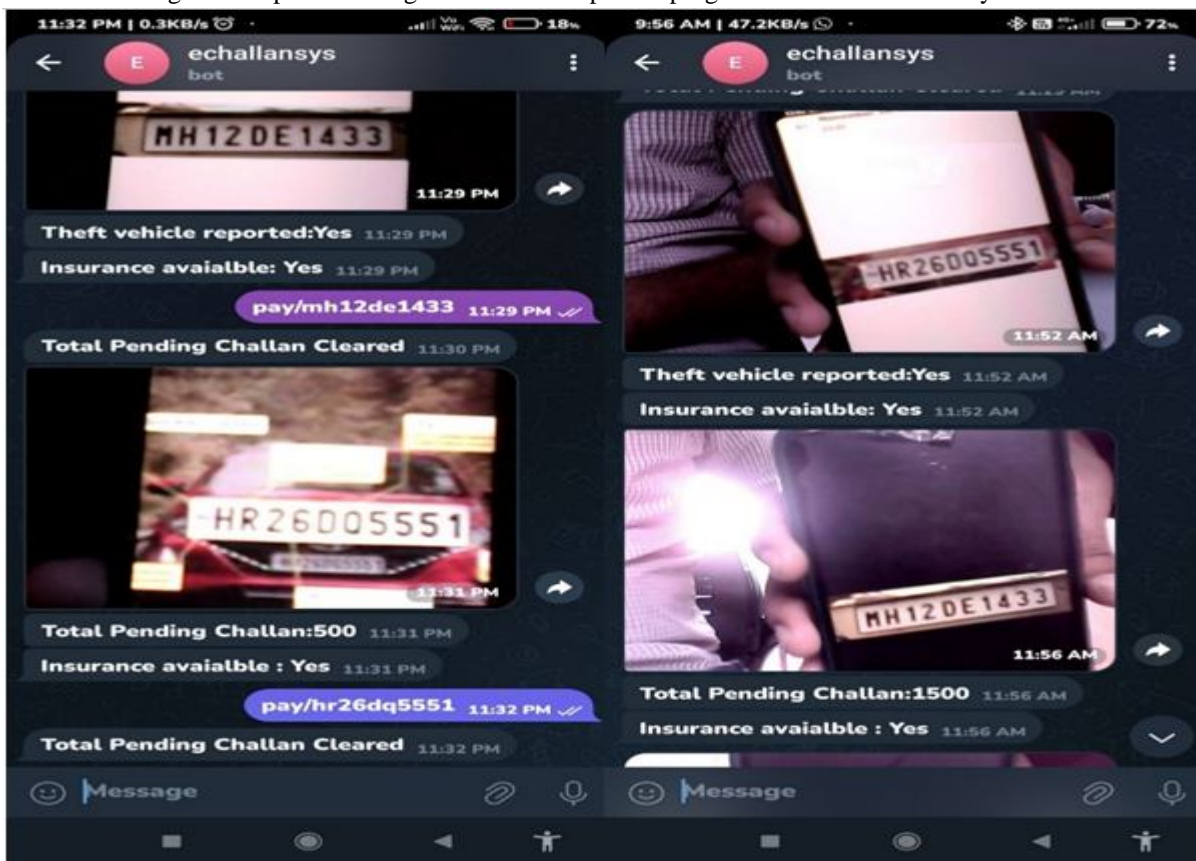 11:32 PM | 0.3KB/s
18%
echallansys
bot
MH12DE1433
11:29 PM
Theft vehicle reported:Yes 11:29 PM
Insurance avaialble: Yes 11:29 PM
pay/mh12de1433 11:29 PM
Total Pending Challan Cleared 11:30 PM
HR26DQ5551
11:31 PM
Total Pending Challan:500 11:31 PM
Insurance avaialble : Yes 11:31 PM
pay/hr26dq5551 11:32 PM
Total Pending Challan Cleared 11:32 PM
Message
9:56 AM | 47.2KB/s
72%
echallansys
bot
HR26DQ5551
11:52 AM
Theft vehicle reported:Yes 11:52 AM
Insurance avaialble: Yes 11:52 AM
MH12DE1433
11:56 AM
Total Pending Challan:1500 11:56 AM
Insurance avaialble : Yes 11:56 AM
Message